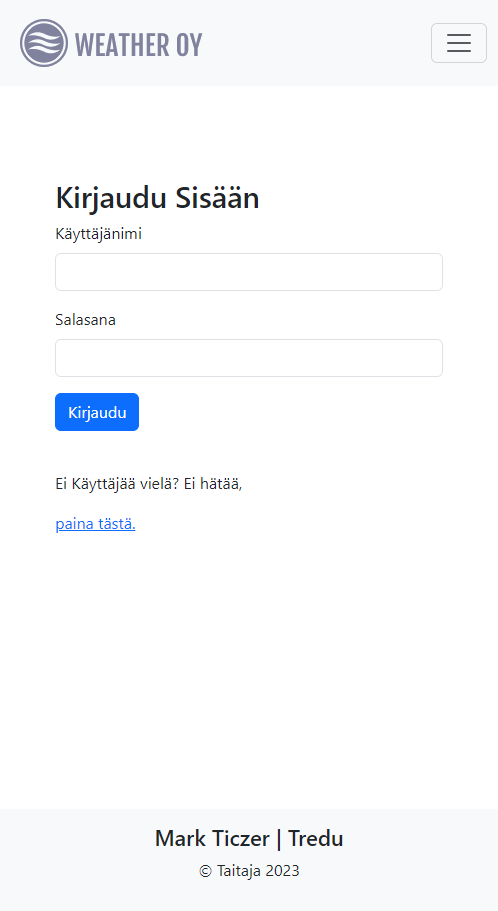 WEATHER OY
Kirjaudu Sisään
Käyttäjänimi
Salasana
Kirjaudu
Ei Käyttäjää vielä? Ei hätää,
paina tästä.
Mark Ticzer | Tredu
© Taitaja 2023